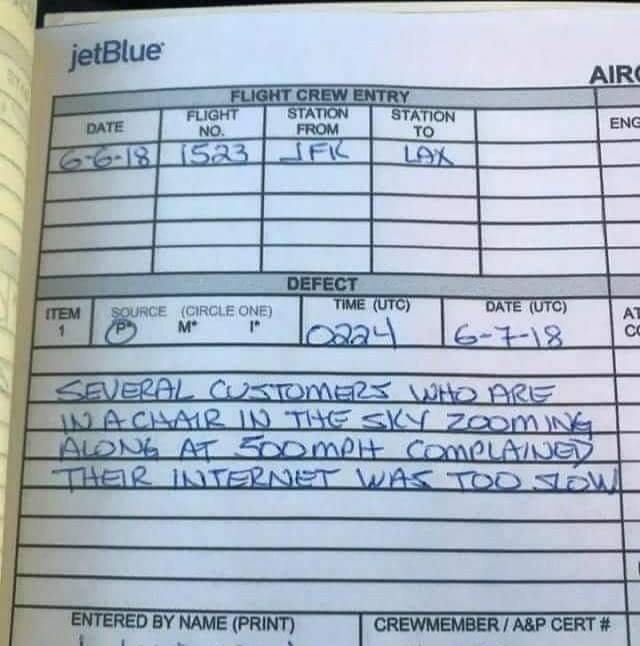 jetBlue
AIRC
FLIGHT CREW ENTRY
DATE FLIGHT NO. STATION FROM STATION TO ENG
6-6-18 1523 JFK LAX
DEFECT
ITEM 1 SOURCE (CIRCLE ONE) P* M* I* TIME (UTC) 0224 DATE (UTC) 6-7-18 AT CO
SEVERAL CUSTOMERS WHO ARE
IN A CHAIR IN THE SKY ZOOMING
ALONG AT 500MPH COMPLAINED
THEIR INTERNET WAS TOO SLOW
ENTERED BY NAME (PRINT) CREWMEMBER / A&P CERT #